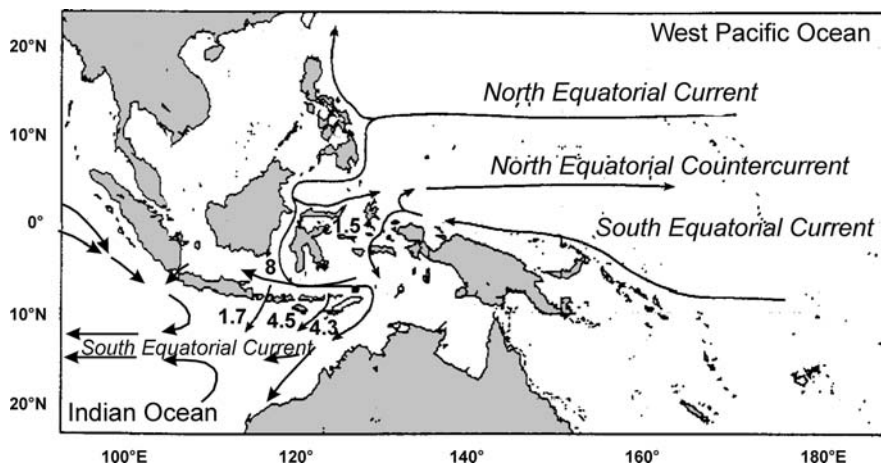 20°N
West Pacific Ocean
North Equatorial Current
10°N
North Equatorial Countercurrent
0°
1.5
South Equatorial Current
8
10°N
1.7
4.5
4.3
South Equatorial Current
20°N
Indian Ocean
100°E
120°
140°
160°
180°E